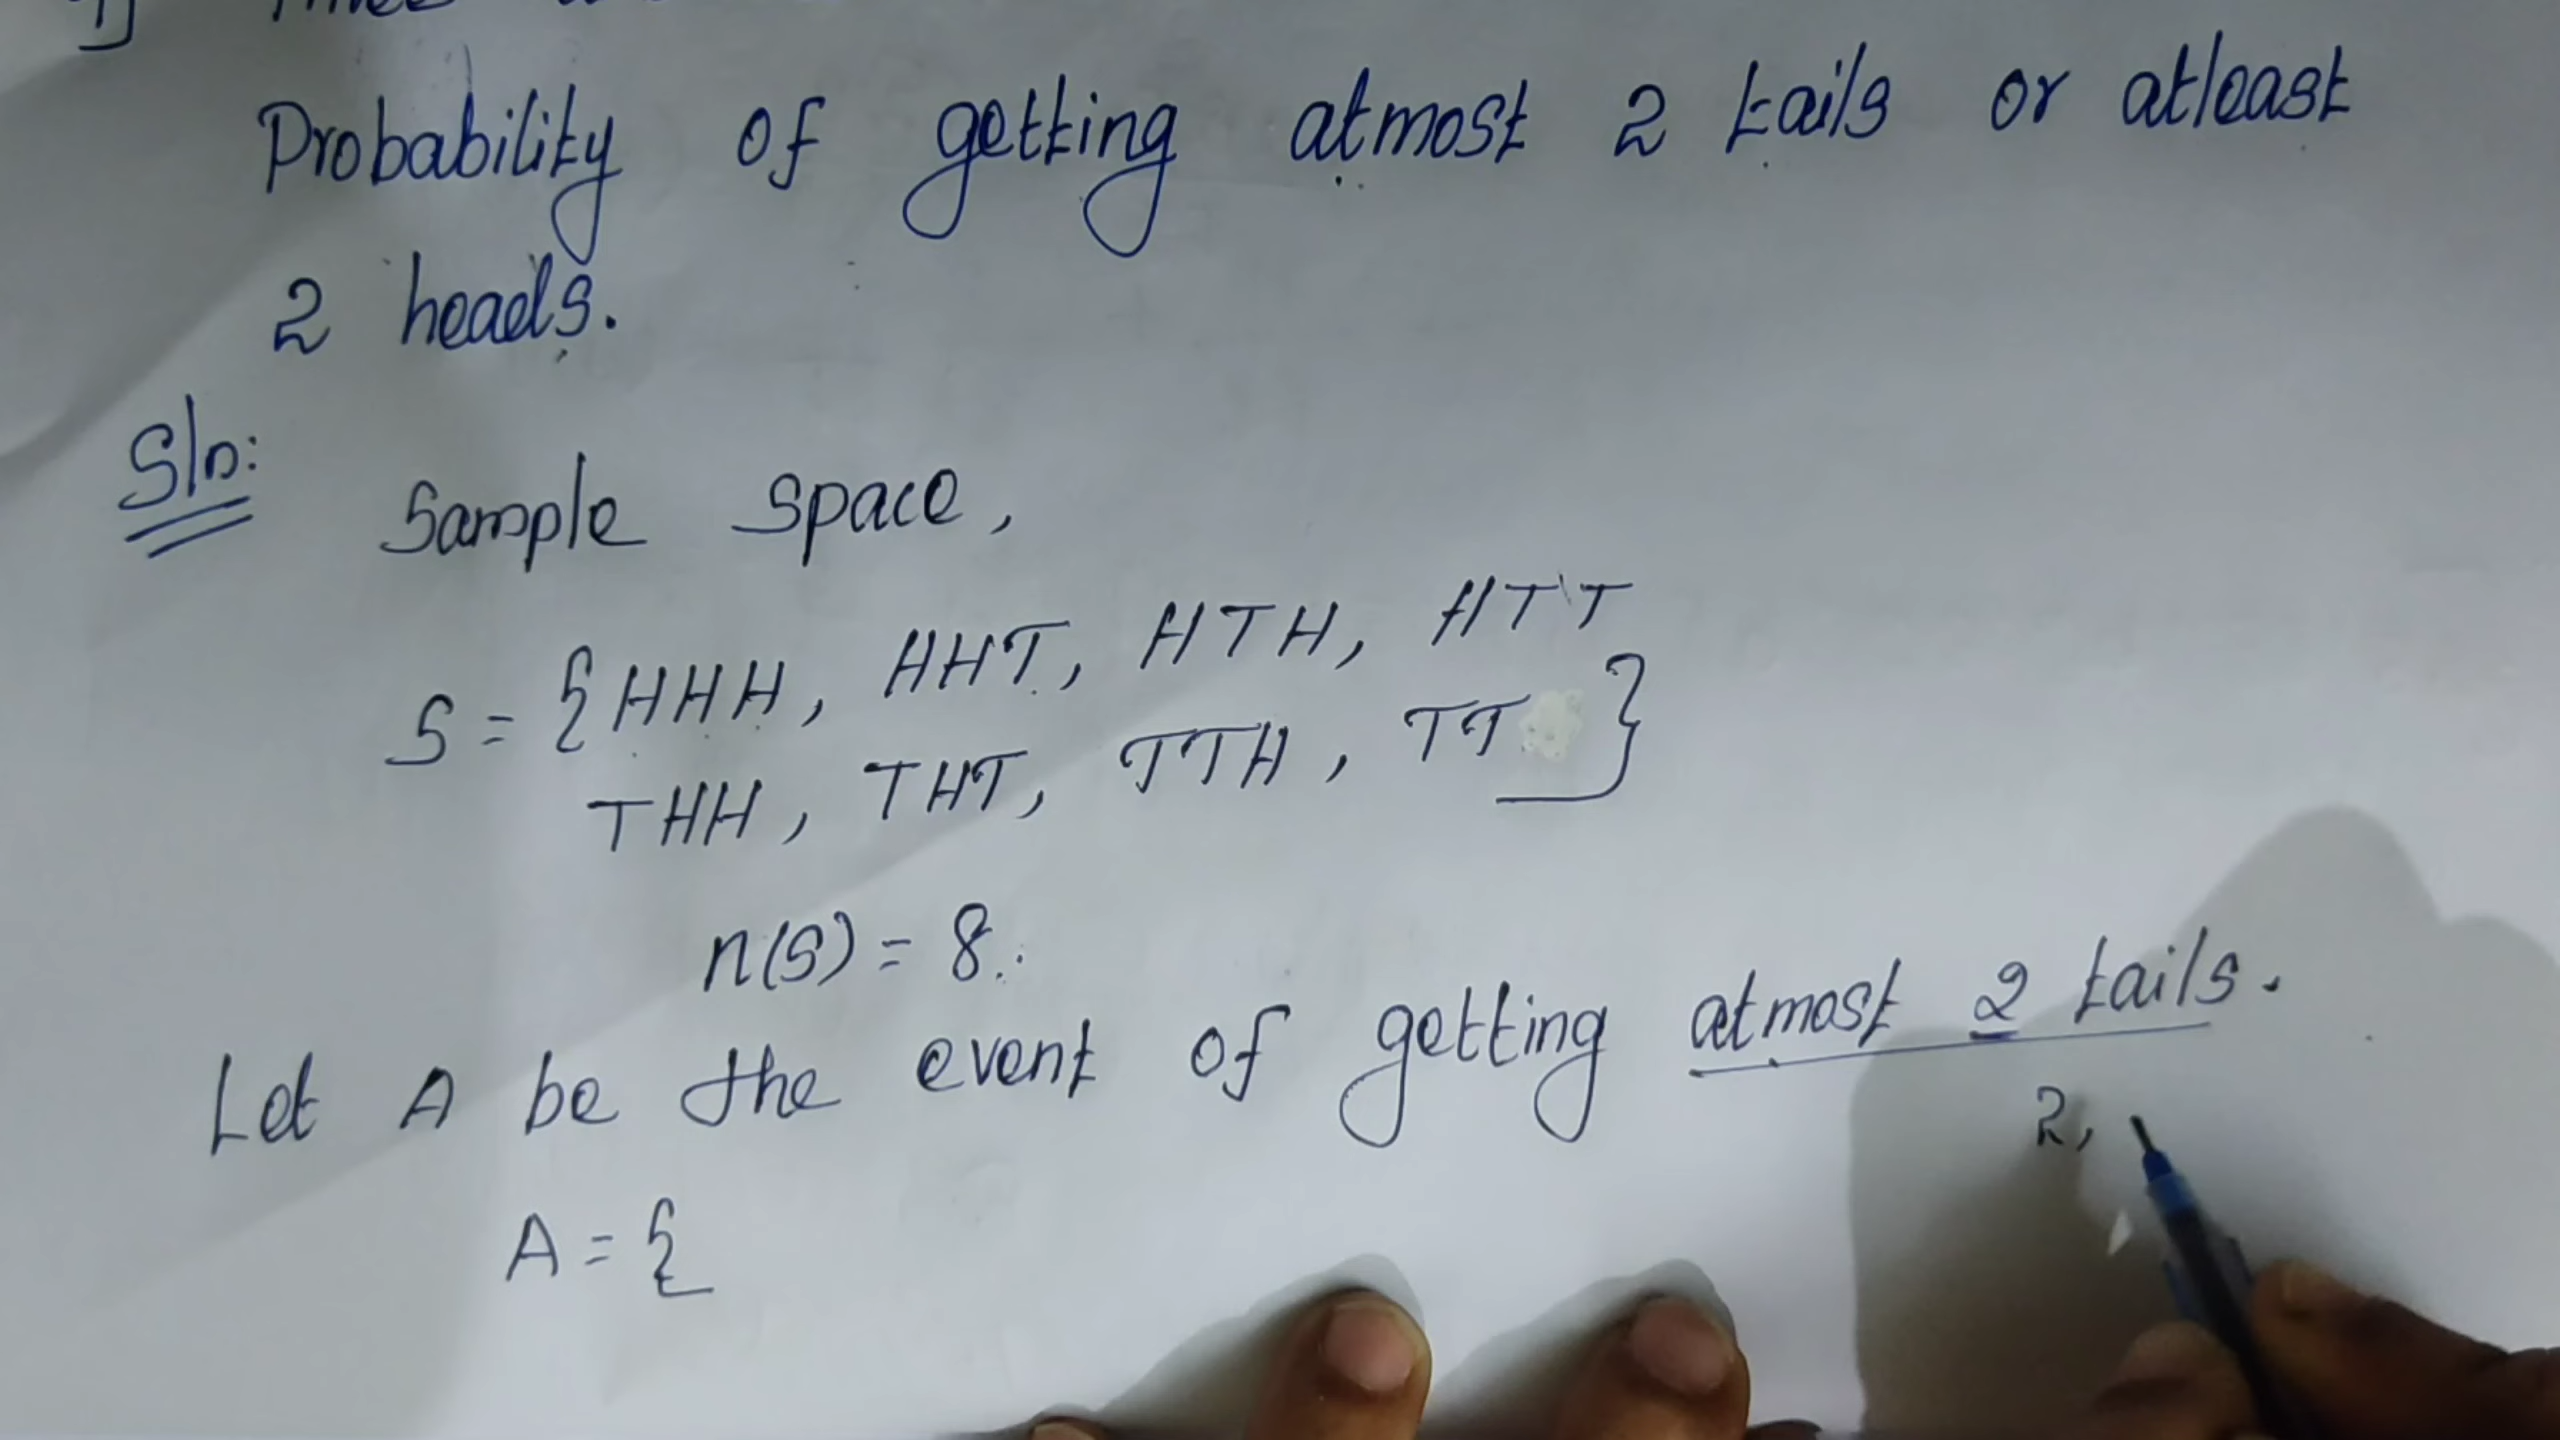 Probability of getting atmost 2 tails or atleast
2 heads.
Sln:
Sample space,
S = { HHH, HHT, HTH, HTT
THH, THT, TTH, TT }
n(S) = 8.
Let A be the event of getting atmost 2 tails.
2,
A = {